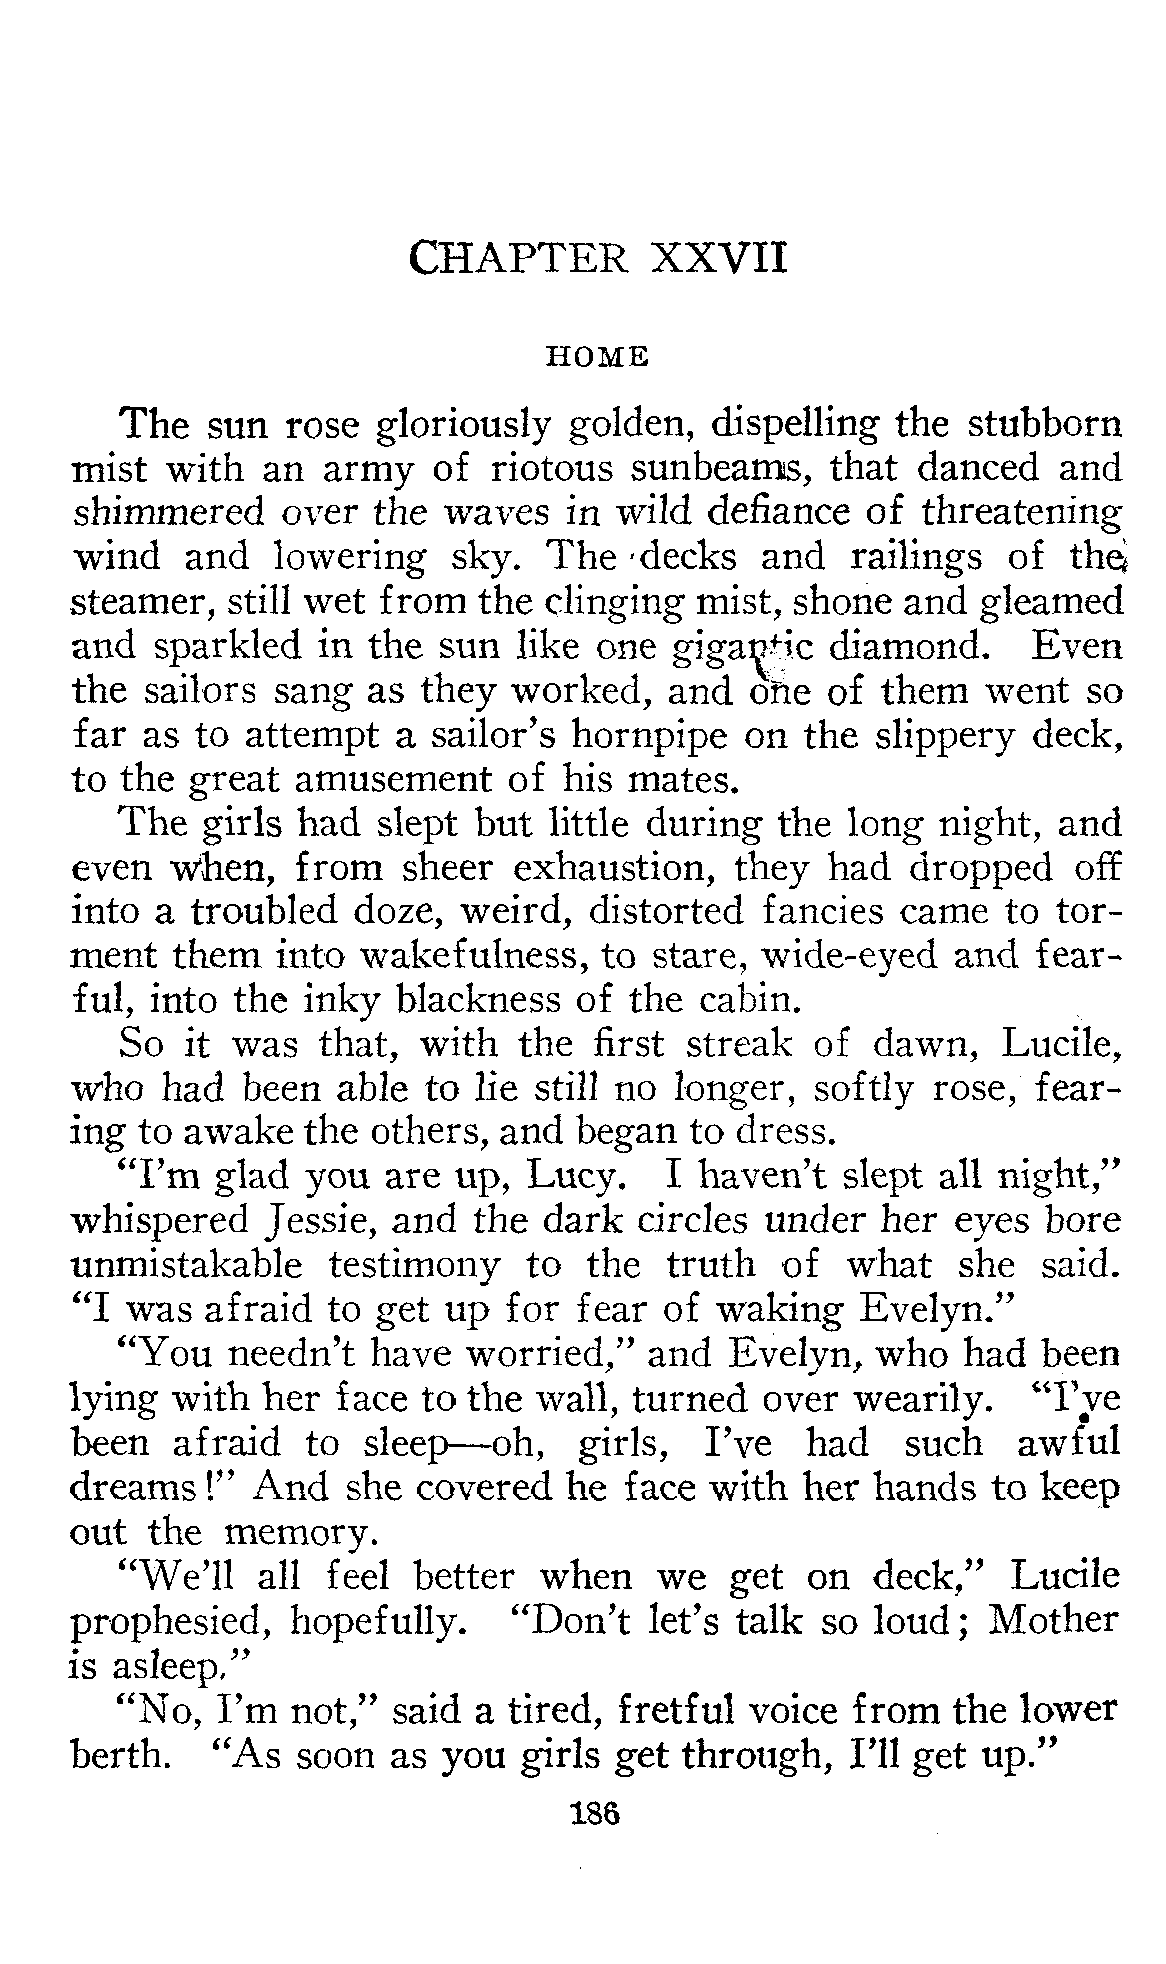 CHAPTER XXVII
HOME
The sun rose gloriously golden, dispelling the stubborn
mist with an army of riotous sunbeams, that danced and
shimmered over the waves in wild defiance of threatening
wind and lowering sky. The decks and railings of the
steamer, still wet from the clinging mist, shone and gleamed
and sparkled in the sun like one gigantic diamond. Even
the sailors sang as they worked, and one of them went so
far as to attempt a sailor's hornpipe on the slippery deck,
to the great amusement of his mates.
The girls had slept but little during the long night, and
even when, from sheer exhaustion, they had dropped off
into a troubled doze, weird, distorted fancies came to tor-
ment them into wakefulness, to stare, wide-eyed and fear-
ful, into the inky blackness of the cabin.
So it was that, with the first streak of dawn, Lucile,
who had been able to lie still no longer, softly rose, fear-
ing to awake the others, and began to dress.
"I'm glad you are up, Lucy. I haven't slept all night,"
whispered Jessie, and the dark circles under her eyes bore
unmistakable testimony to the truth of what she said.
"I was afraid to get up for fear of waking Evelyn."
"You needn't have worried," and Evelyn, who had been
lying with her face to the wall, turned over wearily. "I've
been afraid to sleep—oh, girls, I've had such awful
dreams!" And she covered he face with her hands to keep
out the memory.
"We'll all feel better when we get on deck," Lucile
prophesied, hopefully. "Don't let's talk so loud; Mother
is asleep."
"No, I'm not," said a tired, fretful voice from the lower
berth. "As soon as you girls get through, I'll get up."
186